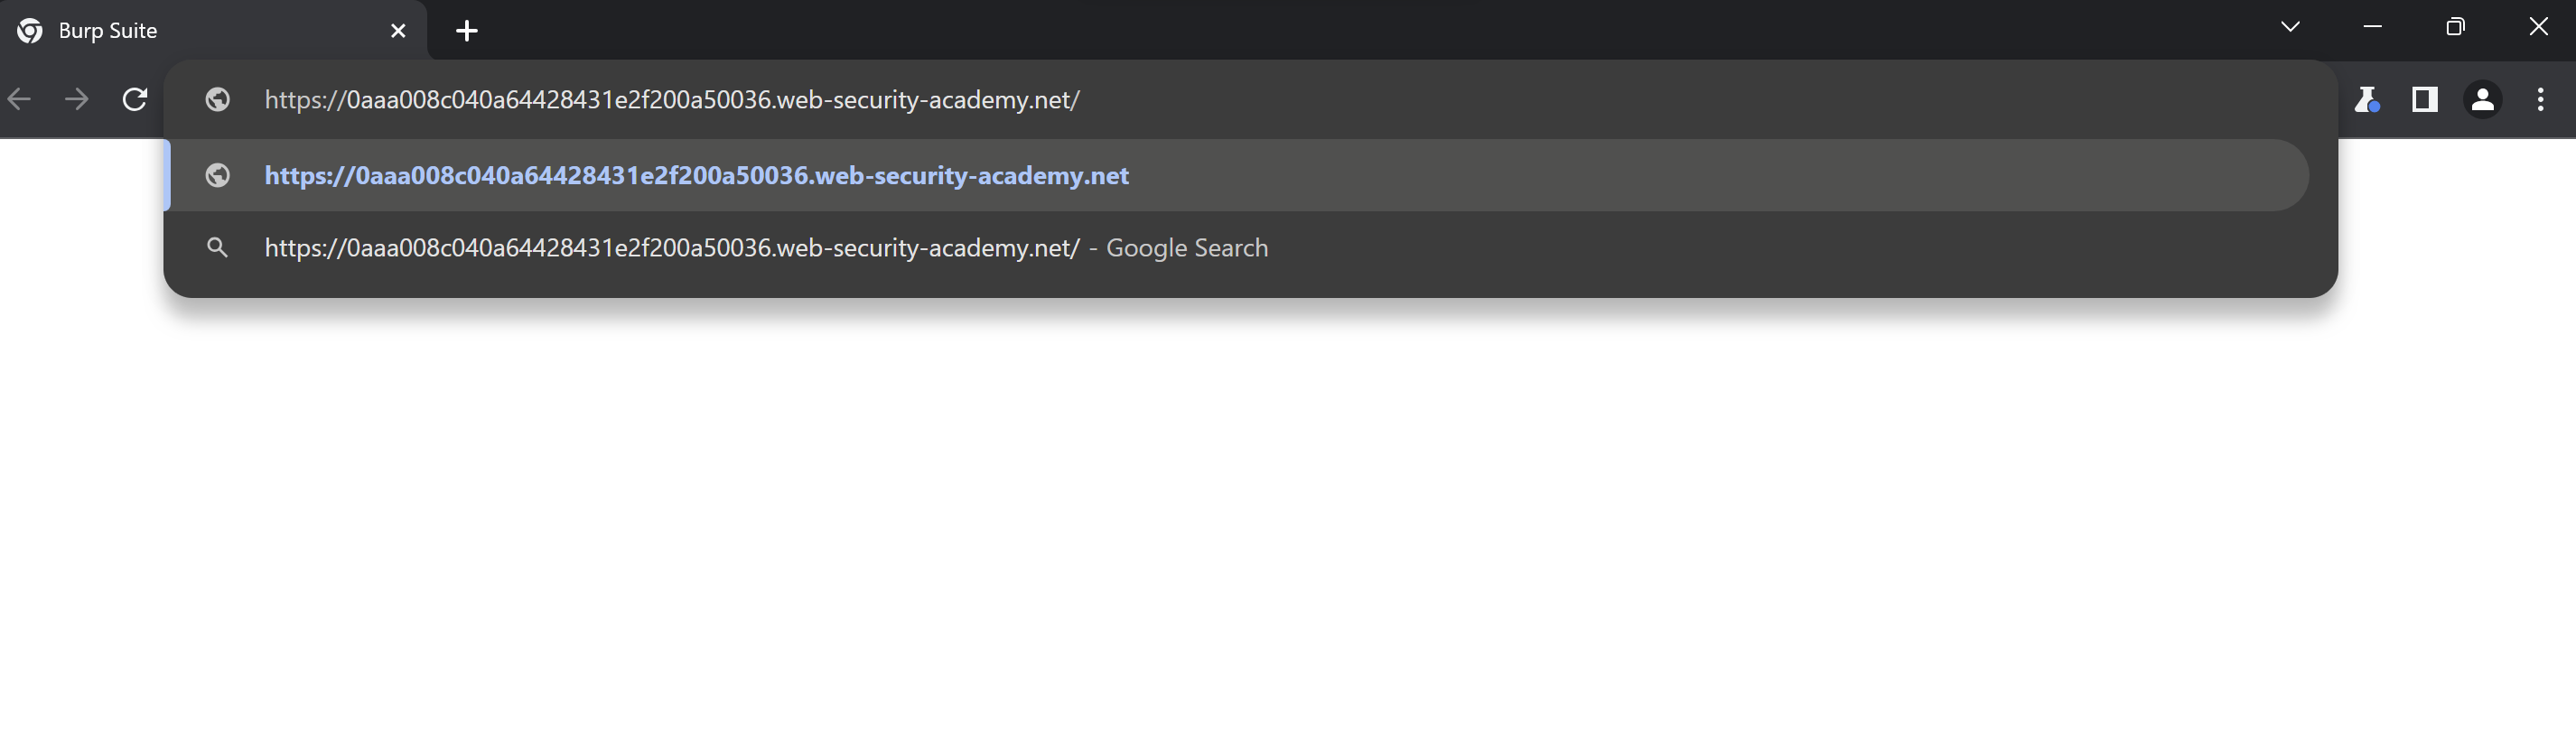 Burp Suite
https://0aaa008c040a64428431e2f200a50036.web-security-academy.net/
https://0aaa008c040a64428431e2f200a50036.web-security-academy.net
https://0aaa008c040a64428431e2f200a50036.web-security-academy.net/ - Google Search